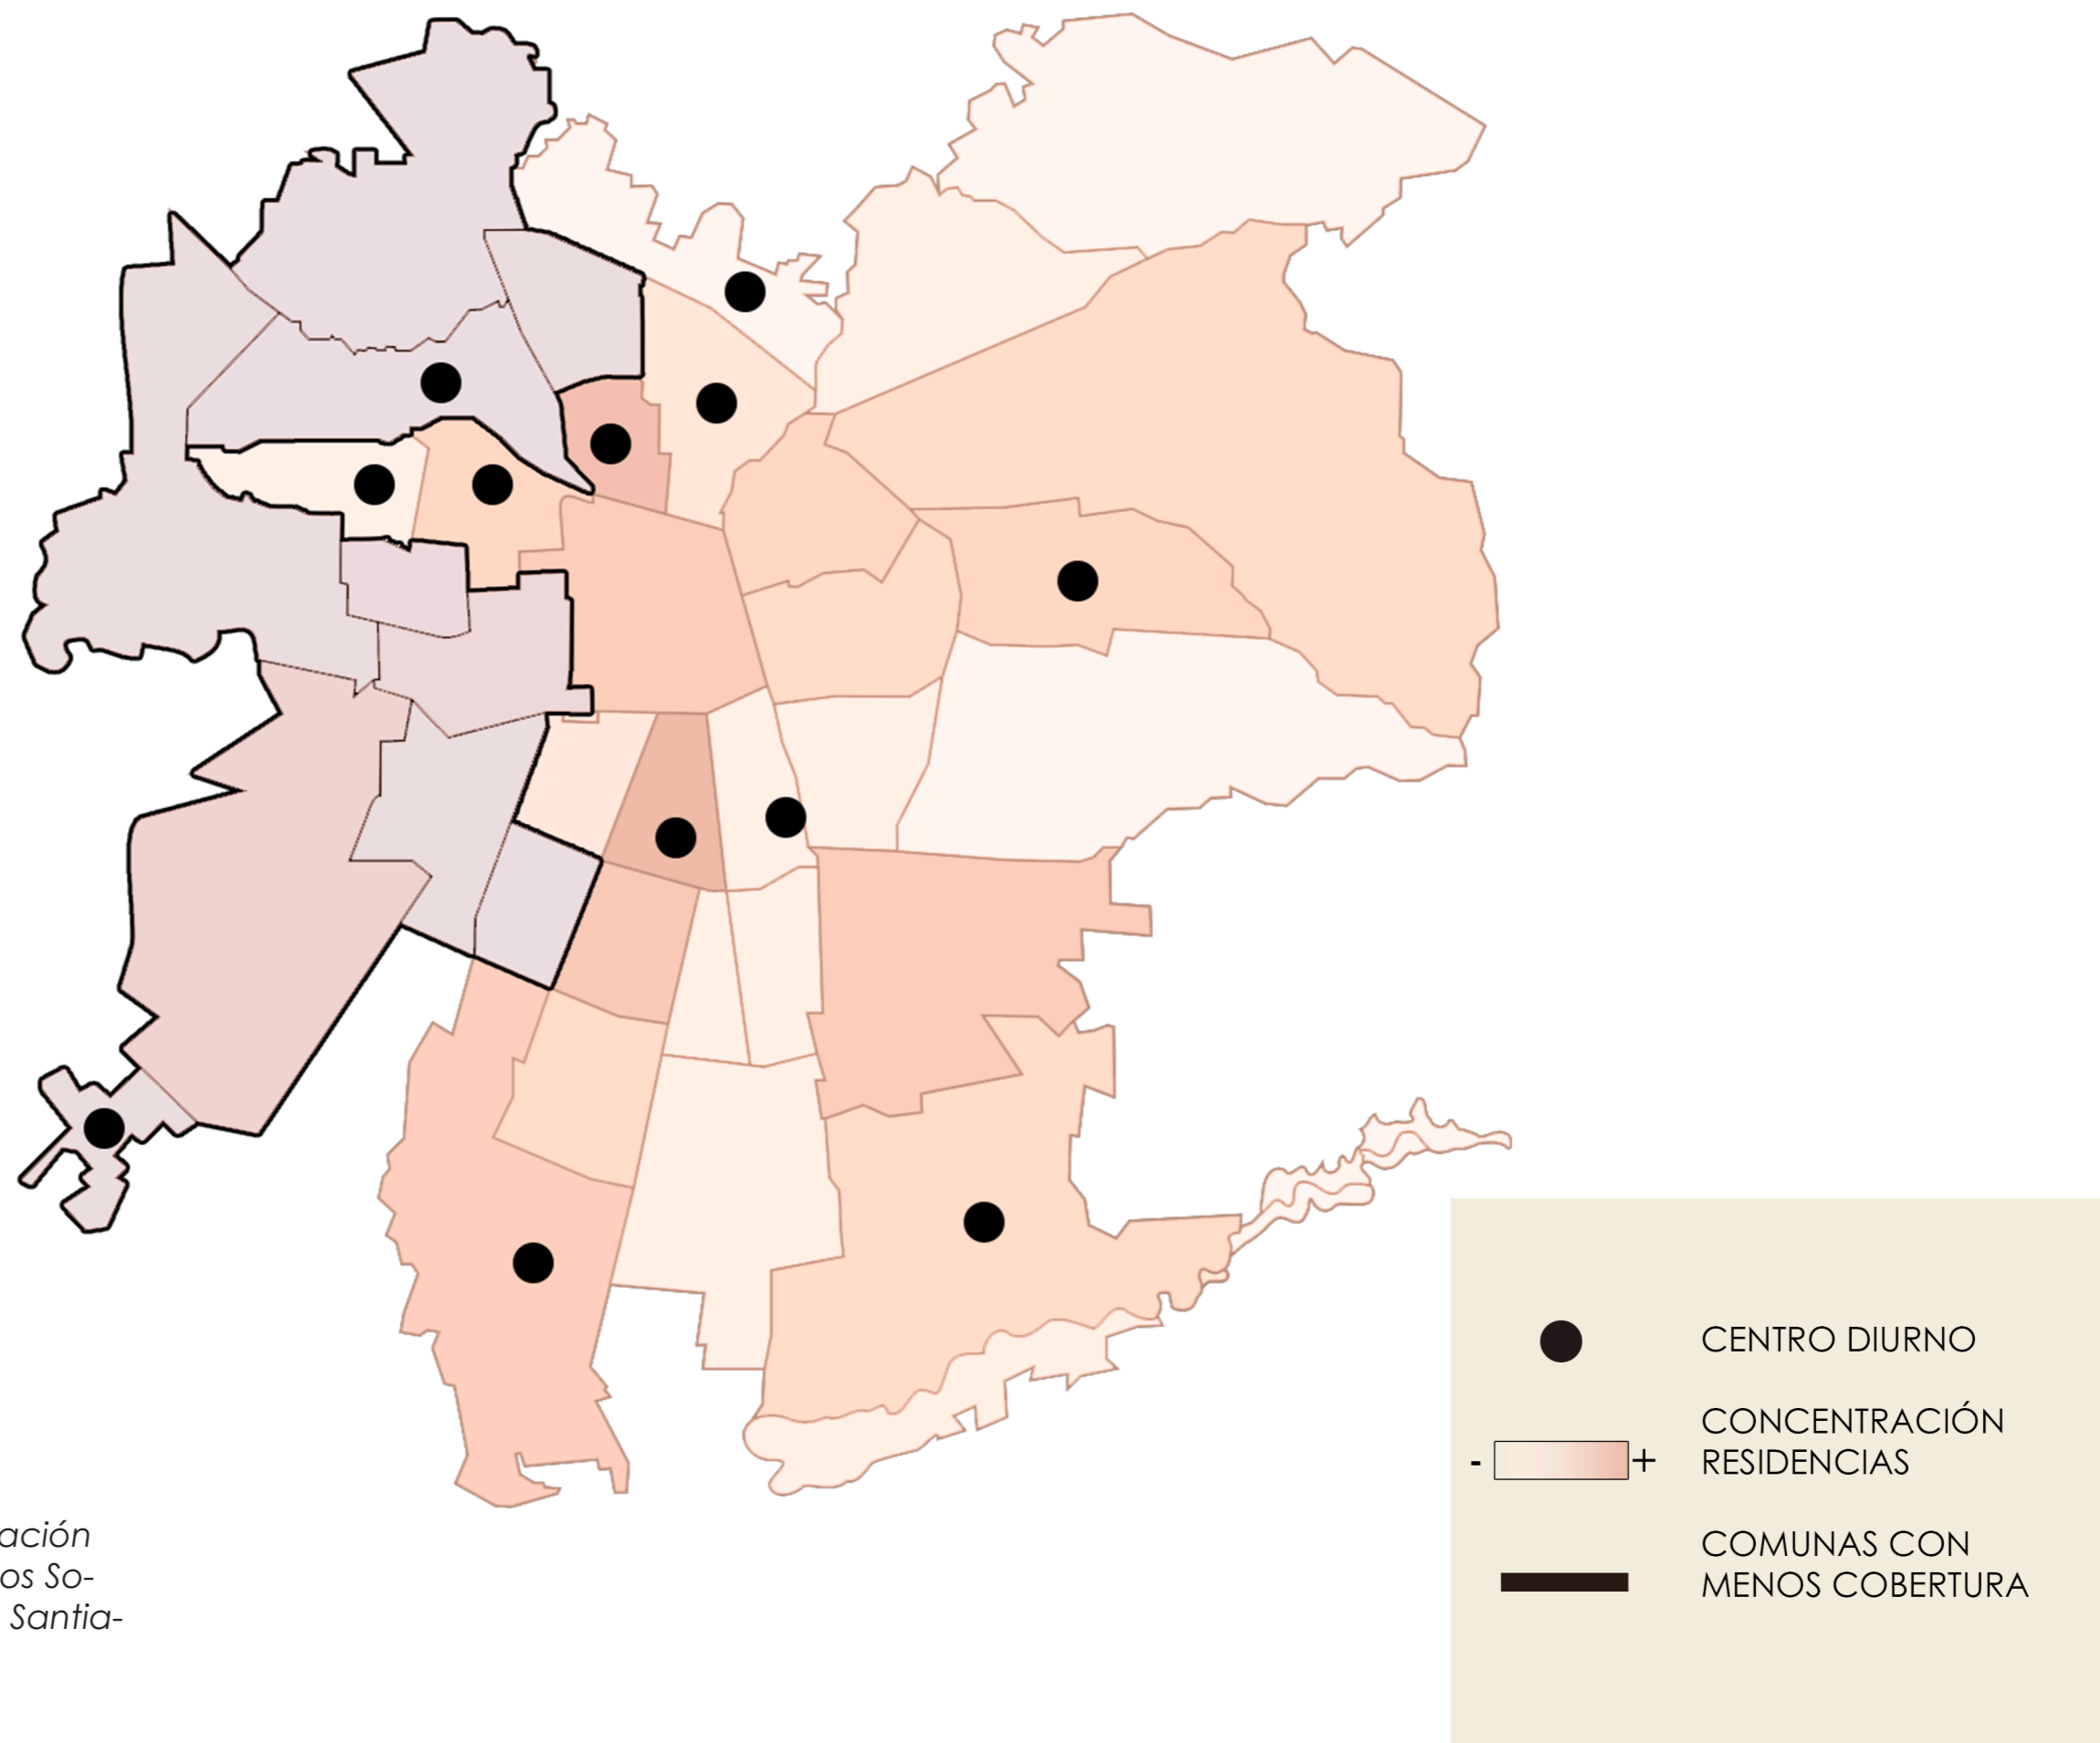 CENTRO DIURNO
CONCENTRACIÓN
- + RESIDENCIAS
COMUNAS CON
MENOS COBERTURA
ación
os So-
Santia-